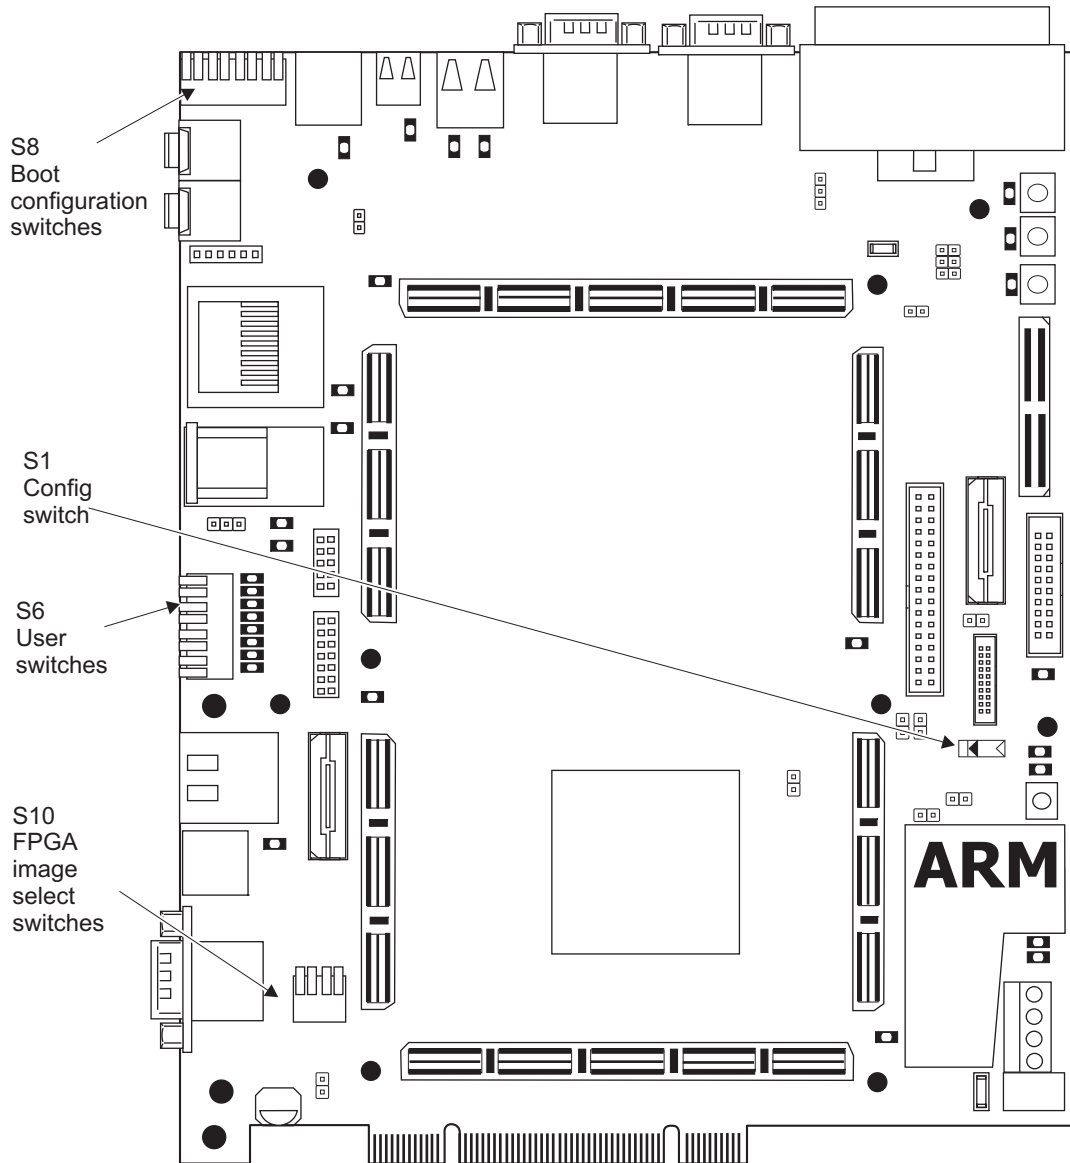 S8
Boot
configuration
switches
S1
Config
switch
S6
User
switches
S10
FPGA
image
select
switches
ARM